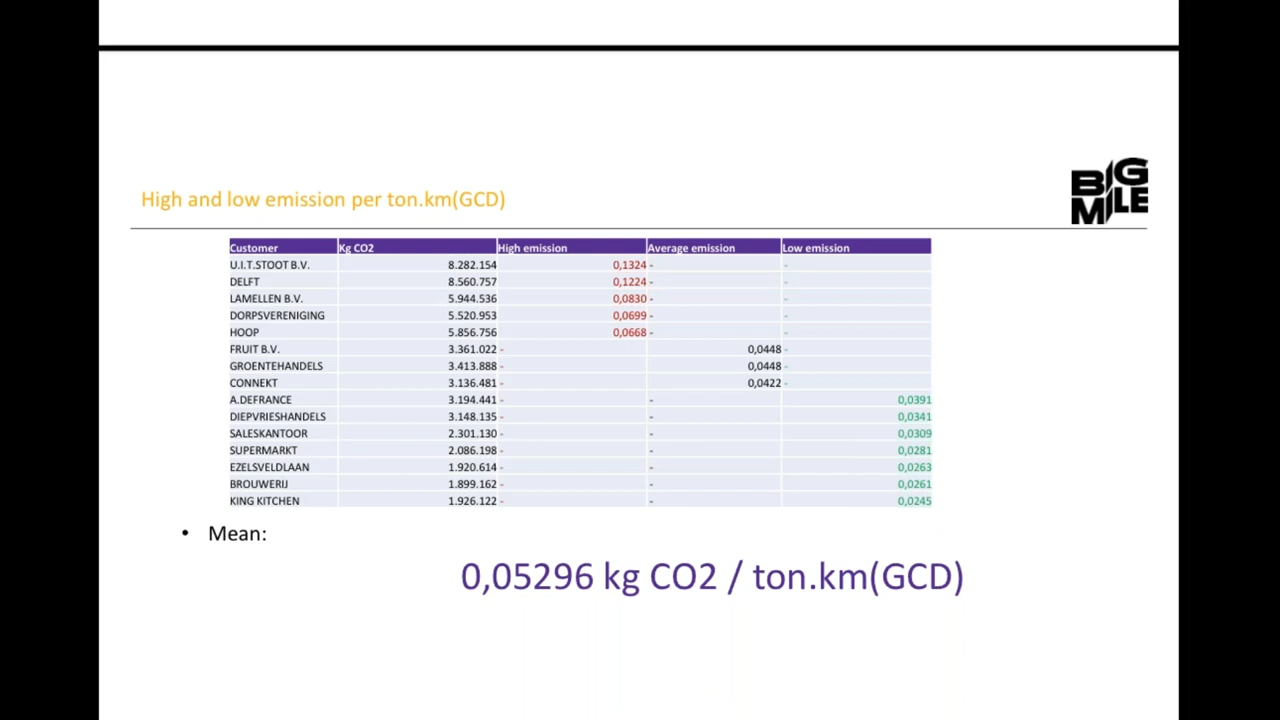 BIG
MILE
High and low emission per ton.km(GCD)
Customer Kg CO2 High emission Average emission Low emission
U.I.T.STOOT B.V. 8.282.154 0,1324 - -
DELFT 8.560.757 0,1224 - -
LAMELLEN B.V. 5.944.536 0,0830 - -
DORPSVERENIGING 5.520.953 0,0699 - -
HOOP 5.856.756 0,0668 - -
FRUIT B.V. 3.361.022 - 0,0448 -
GROENTEHANDELS 3.413.888 - 0,0448 -
CONNEKT 3.136.481 - 0,0422 -
A.DEFRANCE 3.194.441 - - 0,0391
DIEPVRIESHANDELS 3.148.135 - - 0,0341
SALESKANTOOR 2.301.130 - - 0,0309
SUPERMARKT 2.086.198 - - 0,0281
EZELSVELDLAAN 1.920.614 - - 0,0263
BROUWERIJ 1.899.162 - - 0,0261
KING KITCHEN 1.926.122 - - 0,0245
• Mean:
0,05296 kg CO2 / ton.km(GCD)